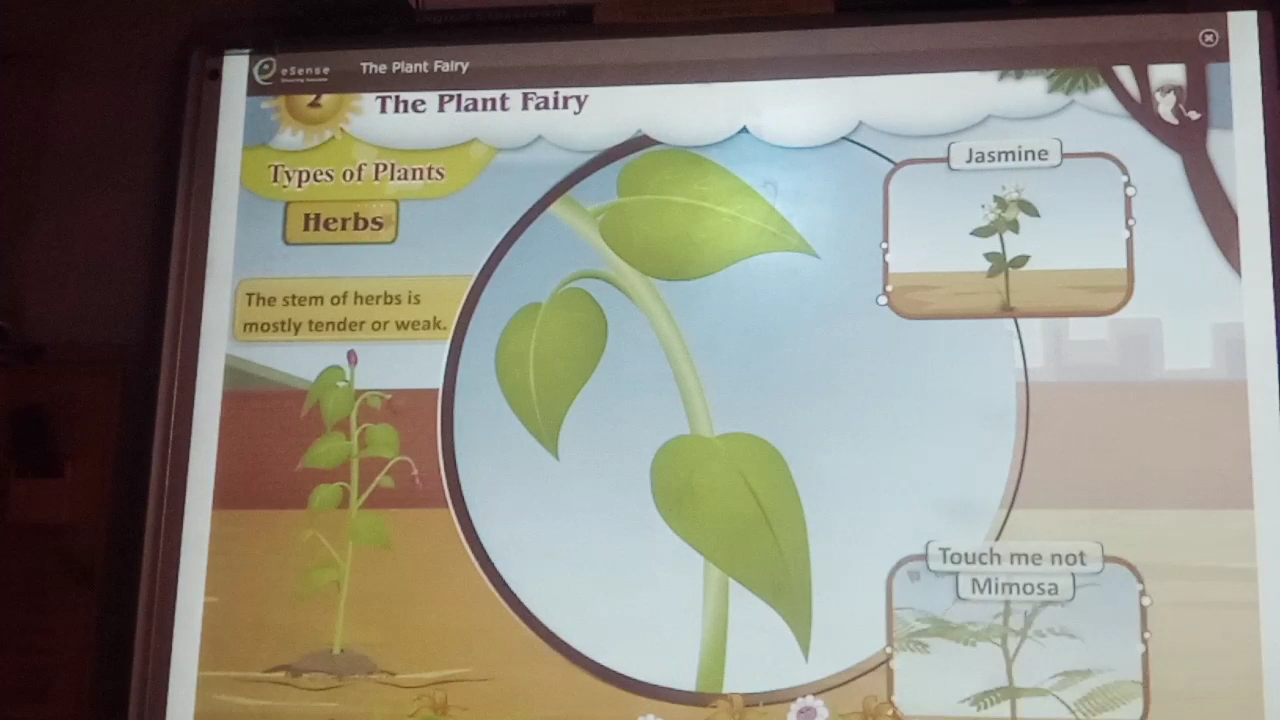 eSense
The Plant Fairy
2
The Plant Fairy
Types of Plants
Herbs
The stem of herbs is
mostly tender or weak.
Jasmine
Touch me not
Mimosa